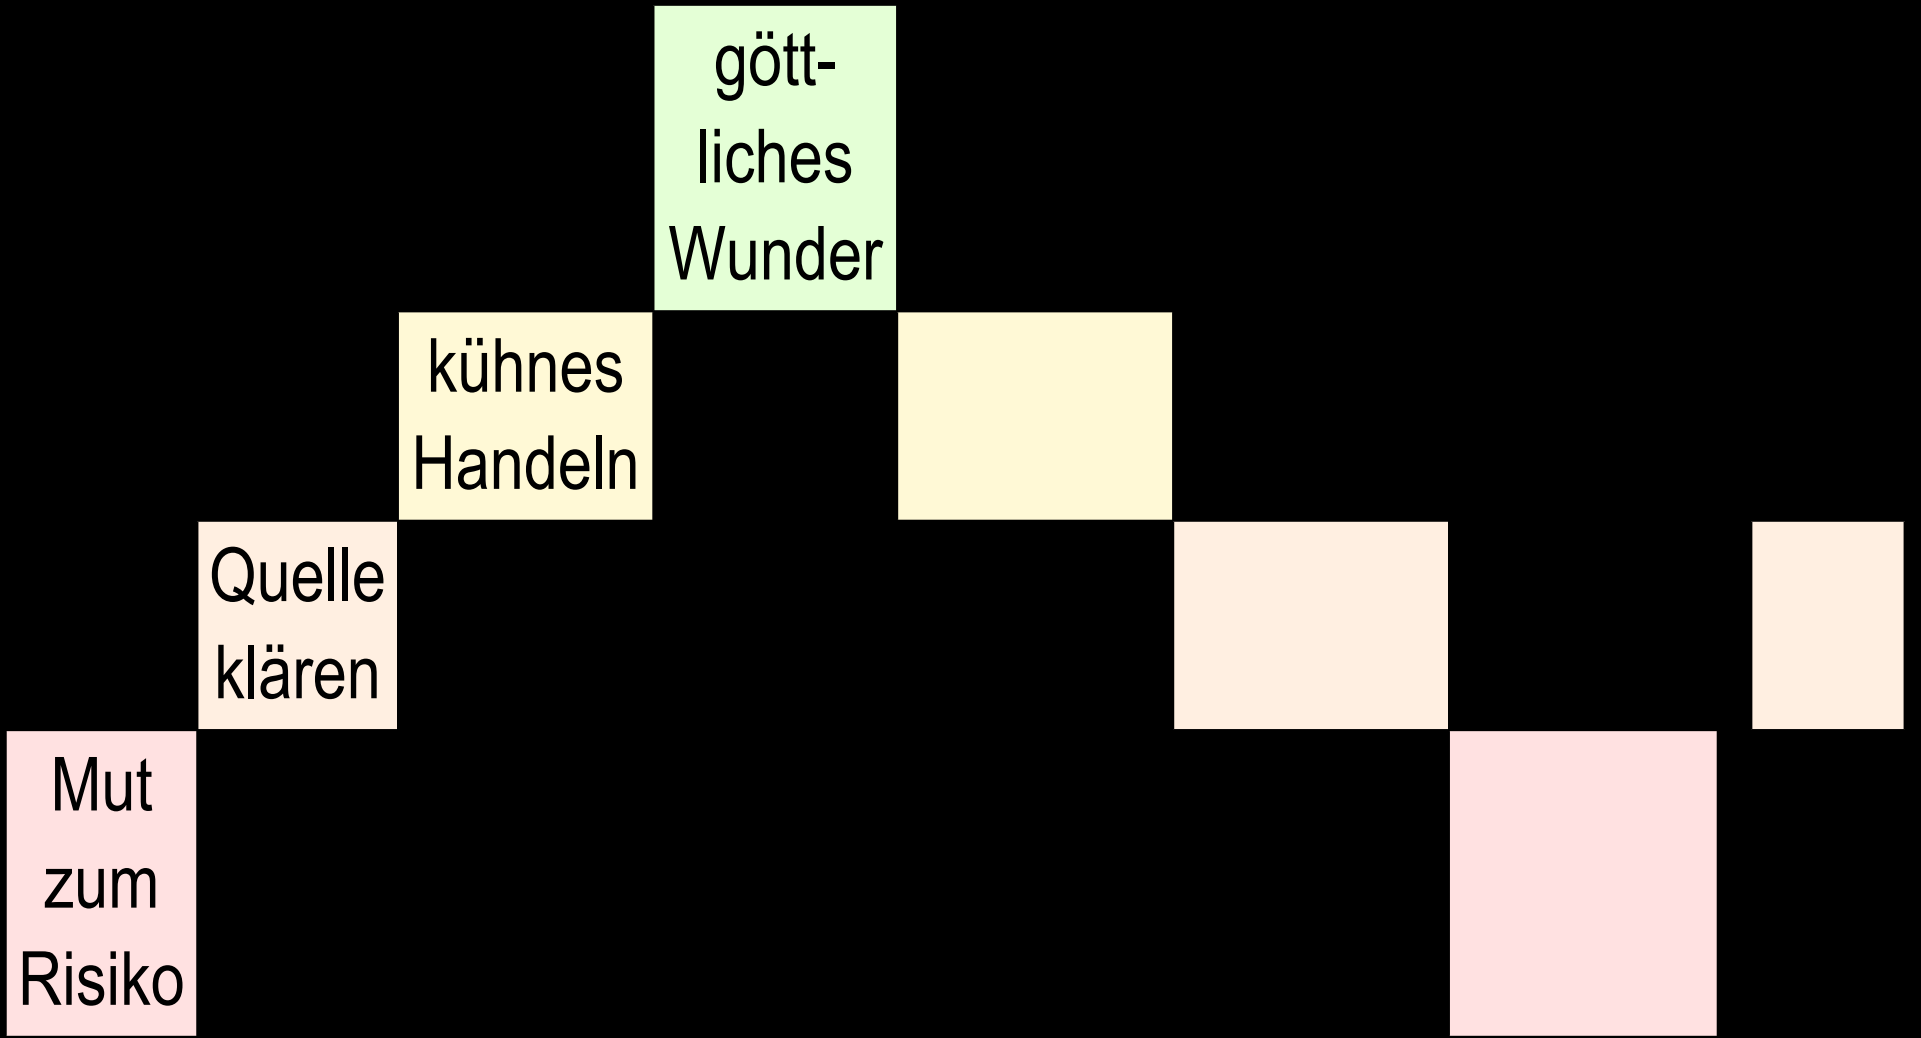 gött-
liches
Wunder
kühnes
Handeln
Quelle
klären
Mut
zum
Risiko